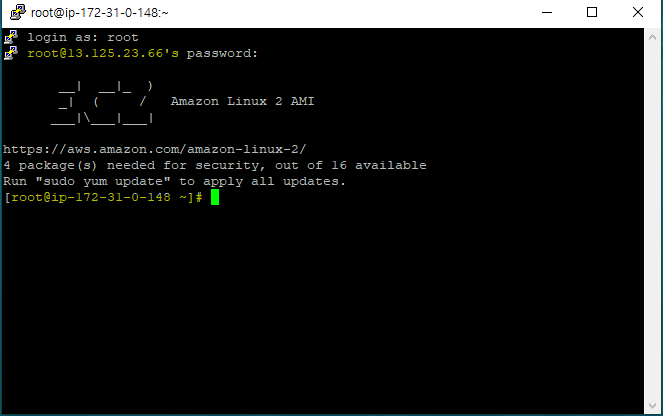 root@ip-172-31-0-148:~
login as: root
root@13.125.23.66's password:
       __|  __|_  )
       _|  (     /   Amazon Linux 2 AMI
      ___|\___|___|
https://aws.amazon.com/amazon-linux-2/
4 package(s) needed for security, out of 16 available
Run "sudo yum update" to apply all updates.
[root@ip-172-31-0-148 ~]#